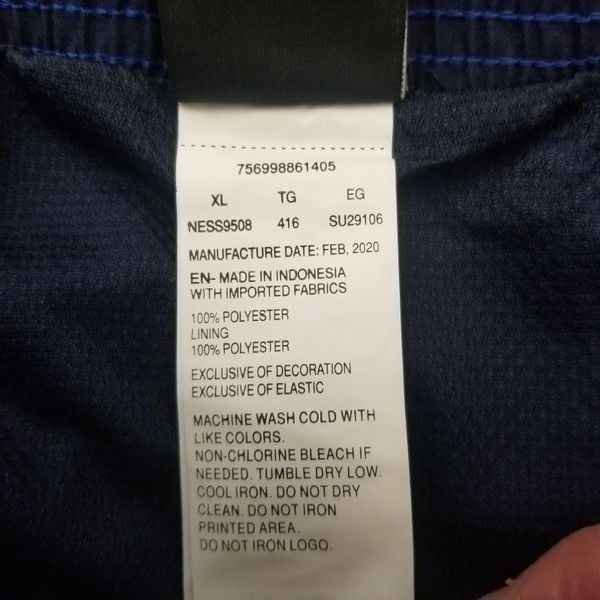 756998861405
XL TG EG
NESS9508 416 SU29106
MANUFACTURE DATE: FEB, 2020
EN- MADE IN INDONESIA
WITH IMPORTED FABRICS
100% POLYESTER
LINING
100% POLYESTER
EXCLUSIVE OF DECORATION
EXCLUSIVE OF ELASTIC
MACHINE WASH COLD WITH
LIKE COLORS.
NON-CHLORINE BLEACH IF
NEEDED. TUMBLE DRY LOW.
COOL IRON. DO NOT DRY
CLEAN. DO NOT IRON
PRINTED AREA.
DO NOT IRON LOGO.